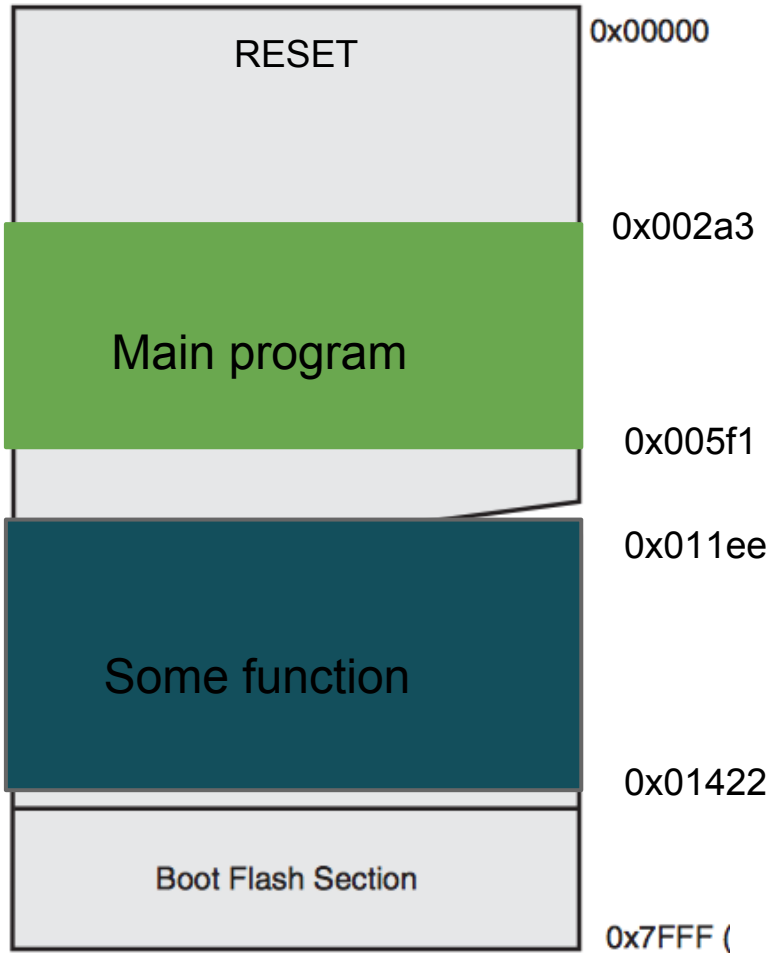 0x00000
RESET
0x002a3
Main program
0x005f1
0x011ee
Some function
0x01422
Boot Flash Section
0x7FFF (